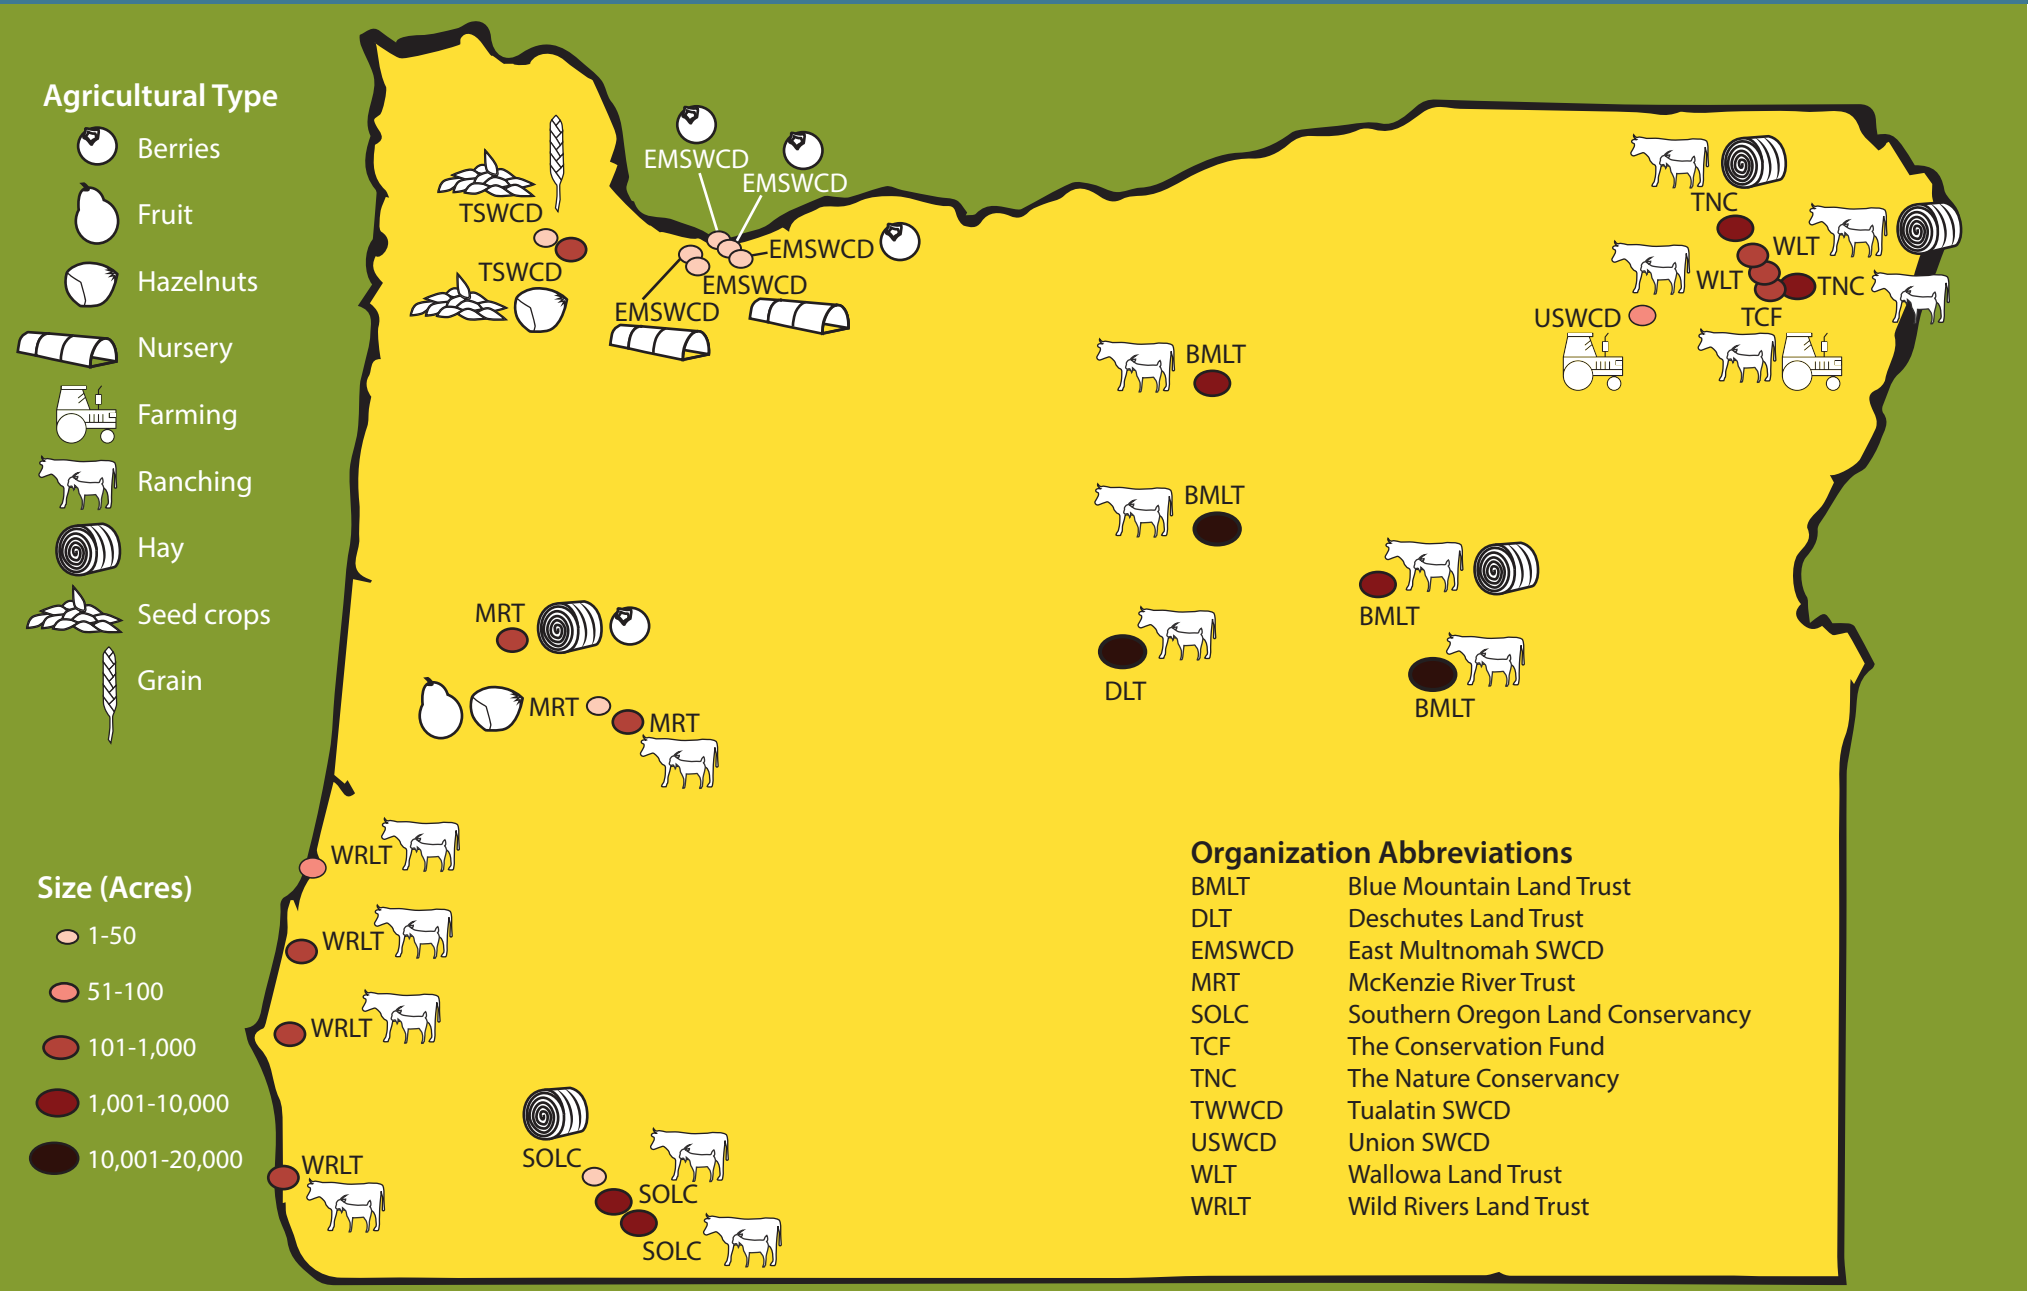 Agricultural Type
Berries
Fruit
Hazelnuts
Nursery
Farming
Ranching
Hay
Seed crops
Grain
Size (Acres)
1-50
51-100
101-1,000
1,001-10,000
10,001-20,000
EMSWCD
EMSWCD
TSWCD
EMSWCD
TSWCD
EMSWCD
EMSWCD
TNC
WLT
WLT
TNC
USWCD
TCF
BMLT
BMLT
BMLT
DLT
BMLT
MRT
MRT
MRT
WRLT
WRLT
WRLT
WRLT
SOLC
SOLC
SOLC
Organization Abbreviations
BMLT Blue Mountain Land Trust
DLT Deschutes Land Trust
EMSWCD East Multnomah SWCD
MRT McKenzie River Trust
SOLC Southern Oregon Land Conservancy
TCF The Conservation Fund
TNC The Nature Conservancy
TWWCD Tualatin SWCD
USWCD Union SWCD
WLT Wallowa Land Trust
WRLT Wild Rivers Land Trust